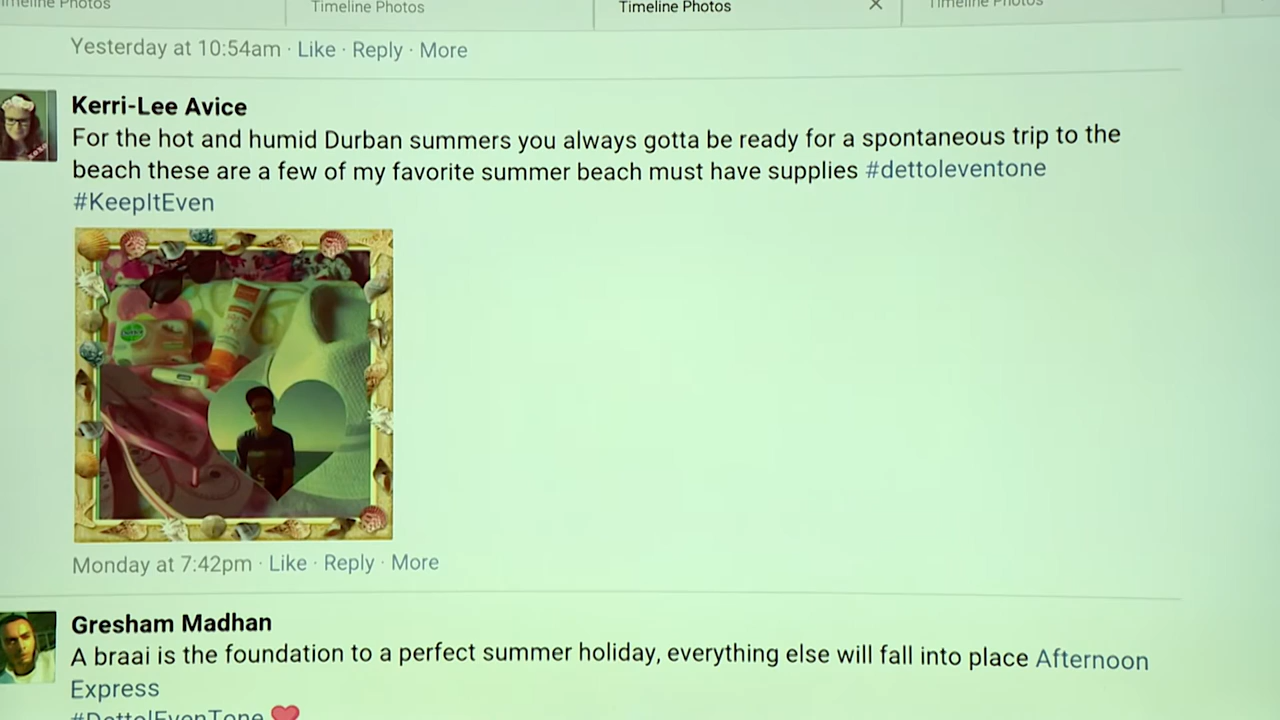 Timeline Photos
Timeline Photos
Timeline Photos
Timeline Photos
Yesterday at 10:54am · Like · Reply · More
Kerri-Lee Avice
For the hot and humid Durban summers you always gotta be ready for a spontaneous trip to the
beach these are a few of my favorite summer beach must have supplies #dettoleventone
#KeepItEven
Monday at 7:42pm · Like · Reply · More
Gresham Madhan
A braai is the foundation to a perfect summer holiday, everything else will fall into place Afternoon
Express
#DettolEvenTone